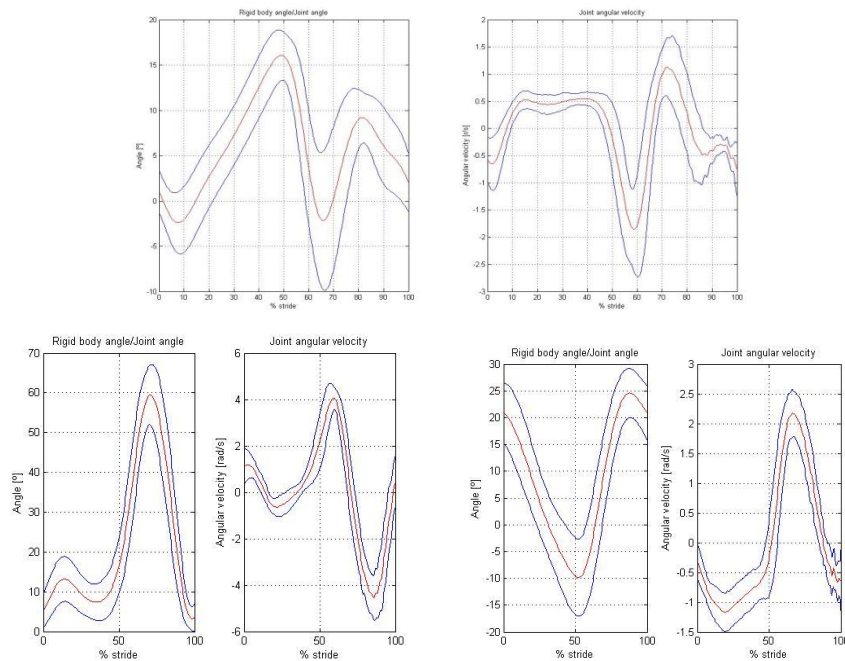 Rigid body angle/Joint angle
20
15
10
5
0
-5
-10
Angle [º]
0 10 20 30 40 50 60 70 80 90 100
% stride
Joint angular velocity
2
1.5
1
0.5
0
-0.5
-1
-1.5
-2
-2.5
-3
Angular velocity [r/s]
0 10 20 30 40 50 60 70 80 90 100
% stride
Rigid body angle/Joint angle
70
60
50
40
30
20
10
0
Angle [º]
0 50 100
% stride
Joint angular velocity
6
4
2
0
-2
-4
-6
Angular velocity [rad/s]
0 50 100
% stride
Rigid body angle/Joint angle
30
25
20
15
10
5
0
-5
-10
-15
-20
Angle [º]
0 50 100
% stride
Joint angular velocity
3
2.5
2
1.5
1
0.5
0
-0.5
-1
-1.5
Angular velocity [rad/s]
0 50 100
% stride